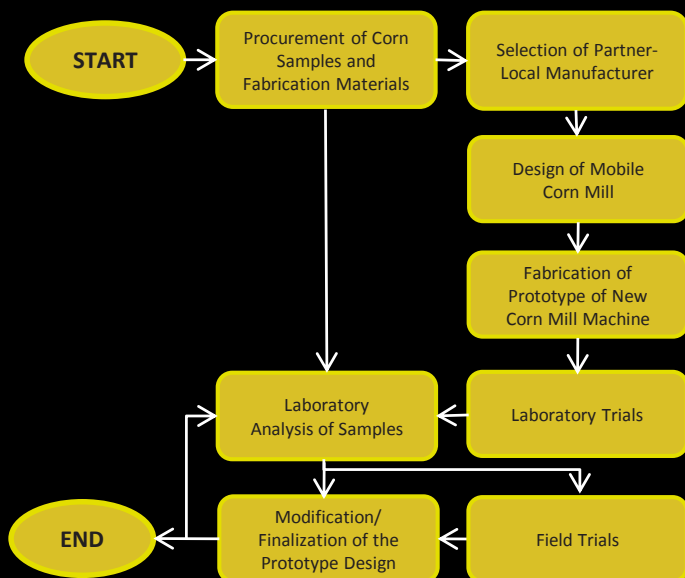 START
Procurement of Corn
Samples and
Fabrication Materials
Selection of Partner-
Local Manufacturer
Design of Mobile
Corn Mill
Fabrication of
Prototype of New
Corn Mill Machine
Laboratory
Analysis of Samples
Laboratory Trials
END
Modification/
Finalization of the
Prototype Design
Field Trials